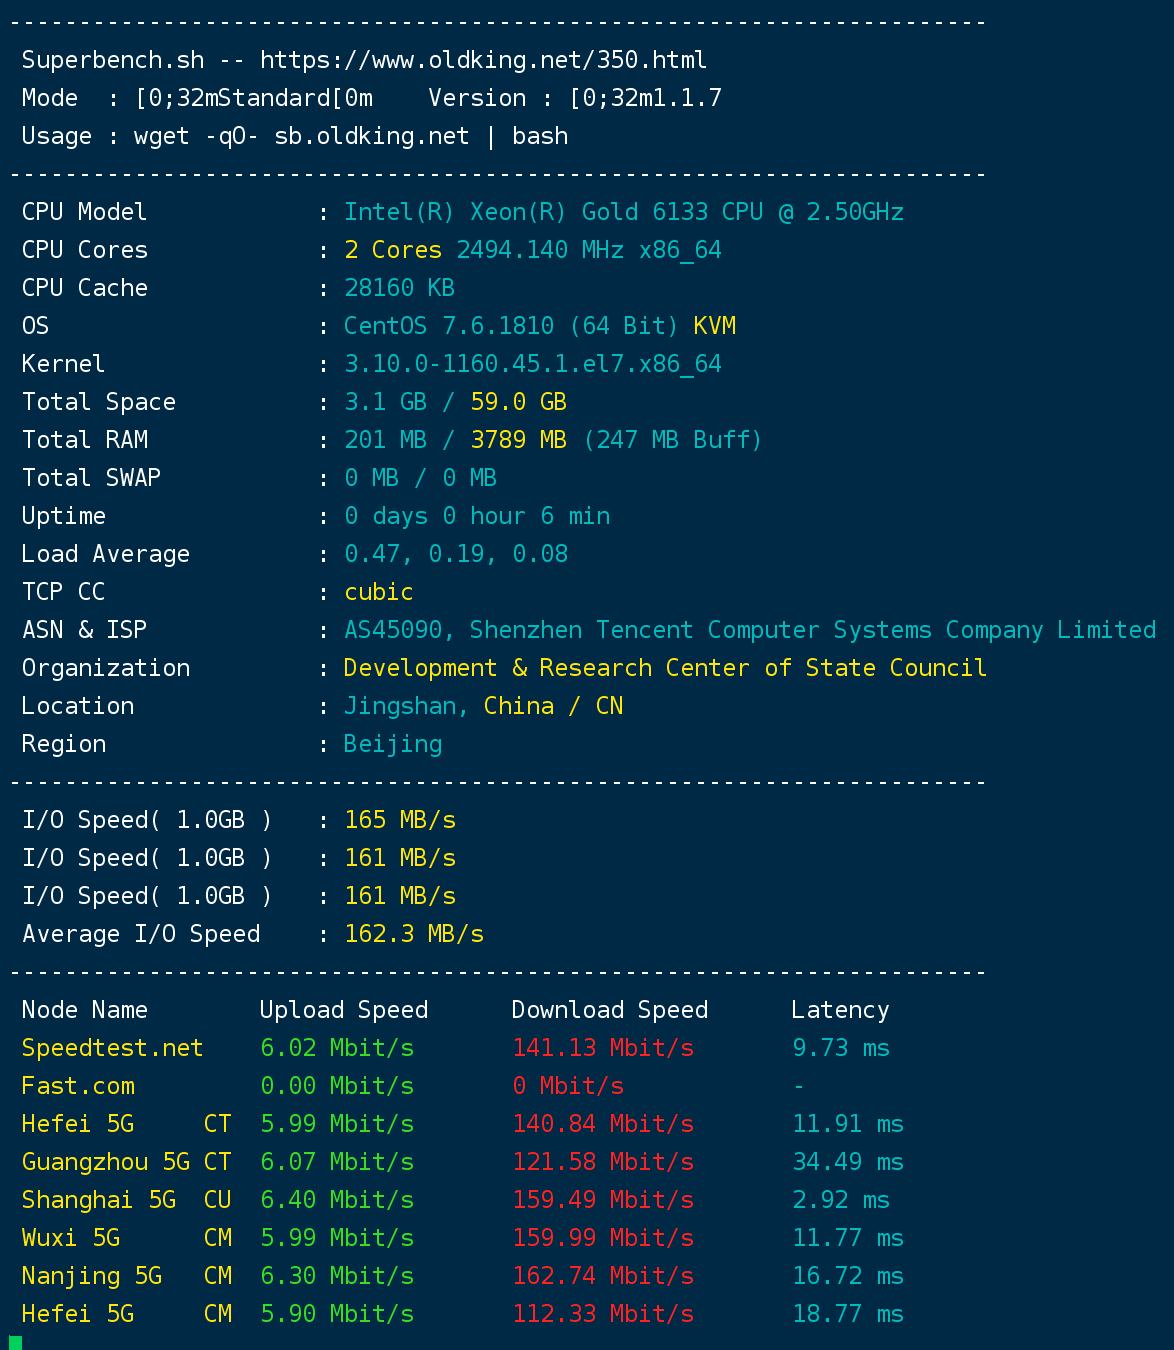 ----------------------------------------------------------------------
Superbench.sh -- https://www.oldking.net/350.html
Mode  : [0;32mStandard[0m    Version : [0;32m1.1.7
Usage : wget -qO- sb.oldking.net | bash
----------------------------------------------------------------------
CPU Model            : Intel(R) Xeon(R) Gold 6133 CPU @ 2.50GHz
CPU Cores            : 2 Cores 2494.140 MHz x86_64
CPU Cache            : 28160 KB
OS                   : CentOS 7.6.1810 (64 Bit) KVM
Kernel               : 3.10.0-1160.45.1.el7.x86_64
Total Space          : 3.1 GB / 59.0 GB
Total RAM            : 201 MB / 3789 MB (247 MB Buff)
Total SWAP           : 0 MB / 0 MB
Uptime               : 0 days 0 hour 6 min
Load Average         : 0.47, 0.19, 0.08
TCP CC               : cubic
ASN & ISP            : AS45090, Shenzhen Tencent Computer Systems Company Limited
Organization         : Development & Research Center of State Council
Location             : Jingshan, China / CN
Region               : Beijing
----------------------------------------------------------------------
I/O Speed( 1.0GB )   : 165 MB/s
I/O Speed( 1.0GB )   : 161 MB/s
I/O Speed( 1.0GB )   : 161 MB/s
Average I/O Speed    : 162.3 MB/s
----------------------------------------------------------------------
Node Name        Upload Speed      Download Speed      Latency
Speedtest.net    6.02 Mbit/s       141.13 Mbit/s       9.73 ms
Fast.com         0.00 Mbit/s       0 Mbit/s            -
Hefei 5G     CT  5.99 Mbit/s       140.84 Mbit/s       11.91 ms
Guangzhou 5G CT  6.07 Mbit/s       121.58 Mbit/s       34.49 ms
Shanghai 5G  CU  6.40 Mbit/s       159.49 Mbit/s       2.92 ms
Wuxi 5G      CM  5.99 Mbit/s       159.99 Mbit/s       11.77 ms
Nanjing 5G   CM  6.30 Mbit/s       162.74 Mbit/s       16.72 ms
Hefei 5G     CM  5.90 Mbit/s       112.33 Mbit/s       18.77 ms